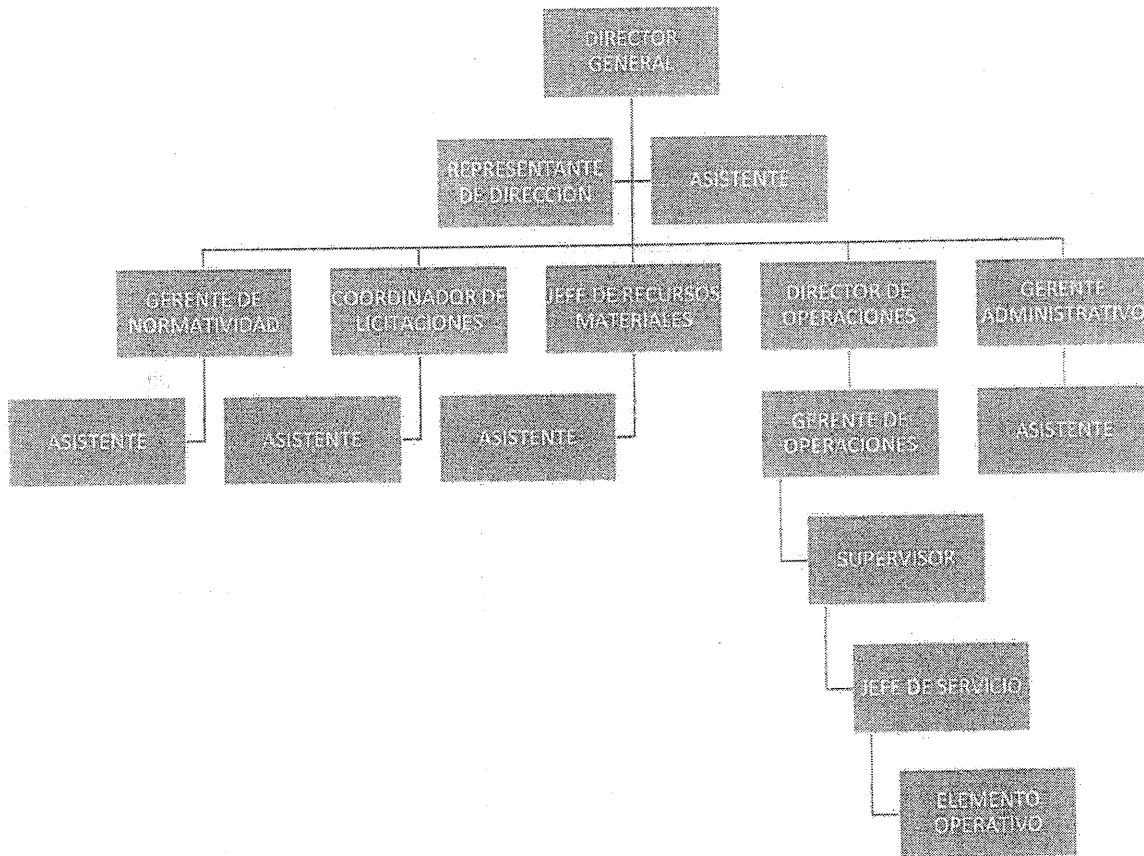 DIRECTOR
GENERAL
REPRESENTANTE
DE DIRECCION
ASISTENTE
GERENTE DE
NORMATIVIDAD
COORDINADOR DE
LICITACIONES
JEFE DE RECURSOS
MATERIALES
DIRECTOR DE
OPERACIONES
GERENTE
ADMINISTRATIVO
ASISTENTE
ASISTENTE
ASISTENTE
GERENTE DE
OPERACIONES
ASISTENTE
SUPERVISOR
JEFE DE SERVICIO
ELEMENTO
OPERATIVO